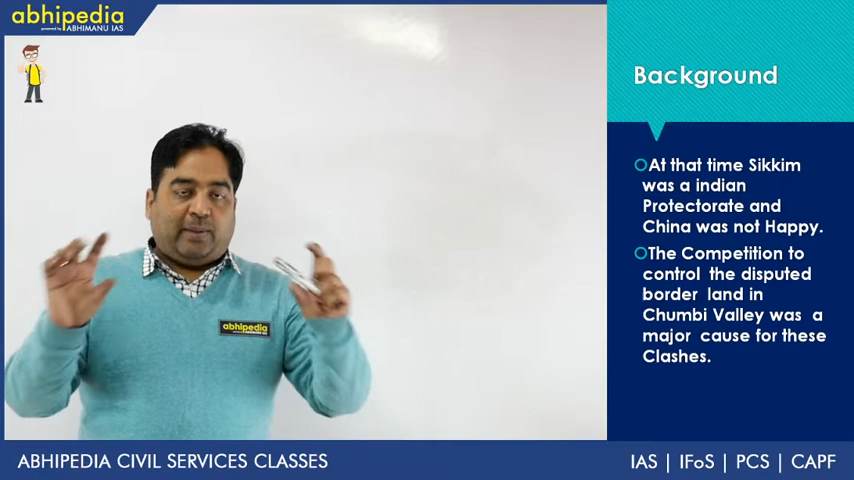 abhipedia
powered by ABHIMANU IAS
Background
At that time Sikkim
was a indian
Protectorate and
China was not Happy.
The Competition to
control the disputed
border land in
Chumbi Valley was a
major cause for these
Clashes.
abhipedia
ABHIPEDIA CIVIL SERVICES CLASSES
IAS | IFoS | PCS | CAPF